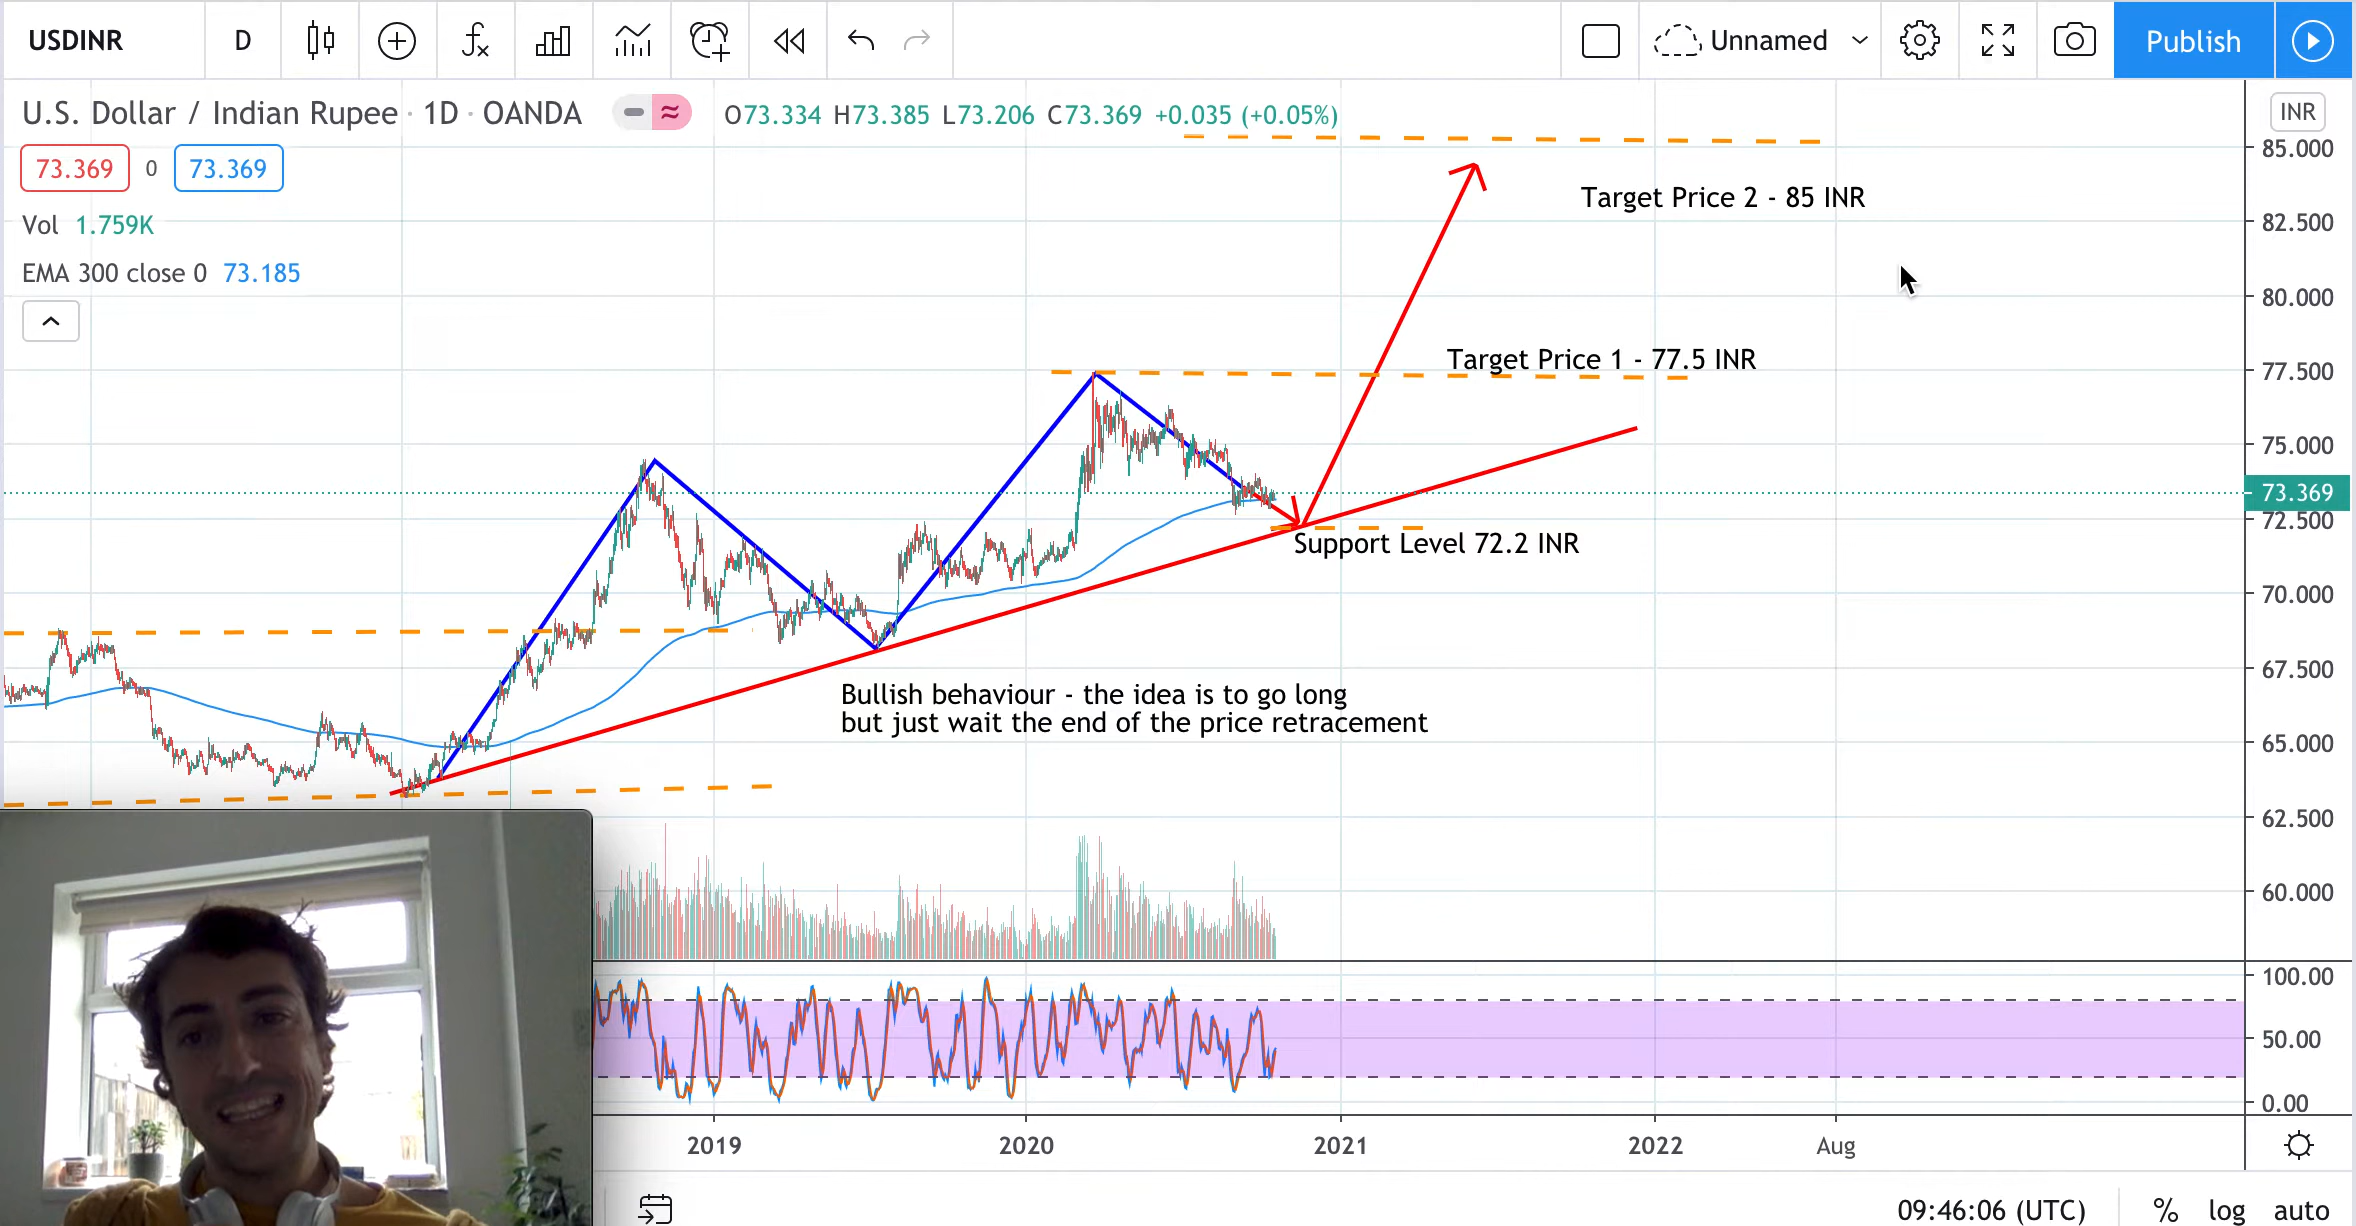 USDINR D fx Unnamed Publish
U.S. Dollar / Indian Rupee · 1D · OANDA O73.334 H73.385 L73.206 C73.369 +0.035 (+0.05%) INR
73.369 0 73.369
Vol 1.759K
EMA 300 close 0 73.185
85.000
Target Price 2 - 85 INR
82.500
80.000
Target Price 1 - 77.5 INR
77.500
75.000
73.369
72.500
Support Level 72.2 INR
70.000
67.500
Bullish behaviour - the idea is to go long
but just wait the end of the price retracement
65.000
62.500
60.000
100.00
50.00
0.00
2019 2020 2021 2022 Aug
09:46:06 (UTC) % log auto